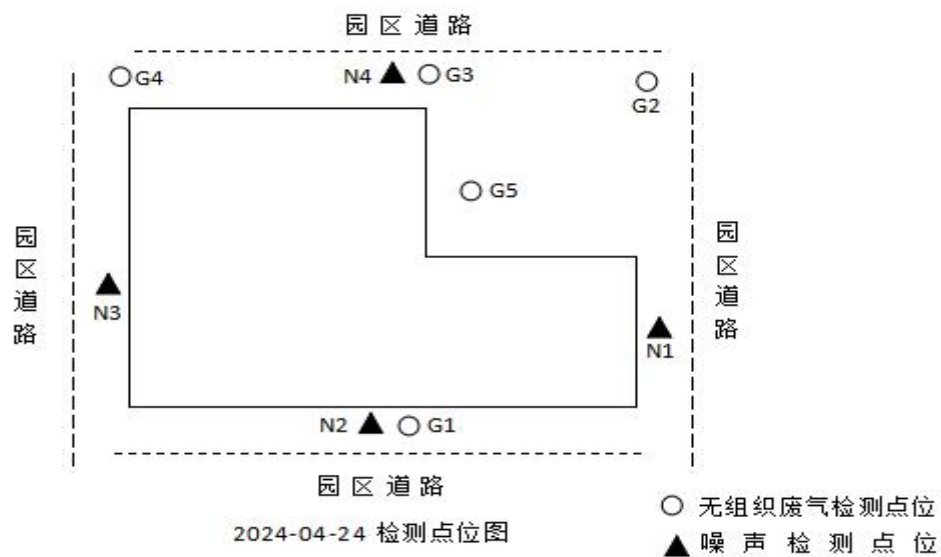 园区道路
G4
N4
G3
G2
G5
园区道路
园区道路
N3
N1
N2
G1
园区道路
2024-04-24 检测点位图
无组织废气检测点位
噪声检测点位